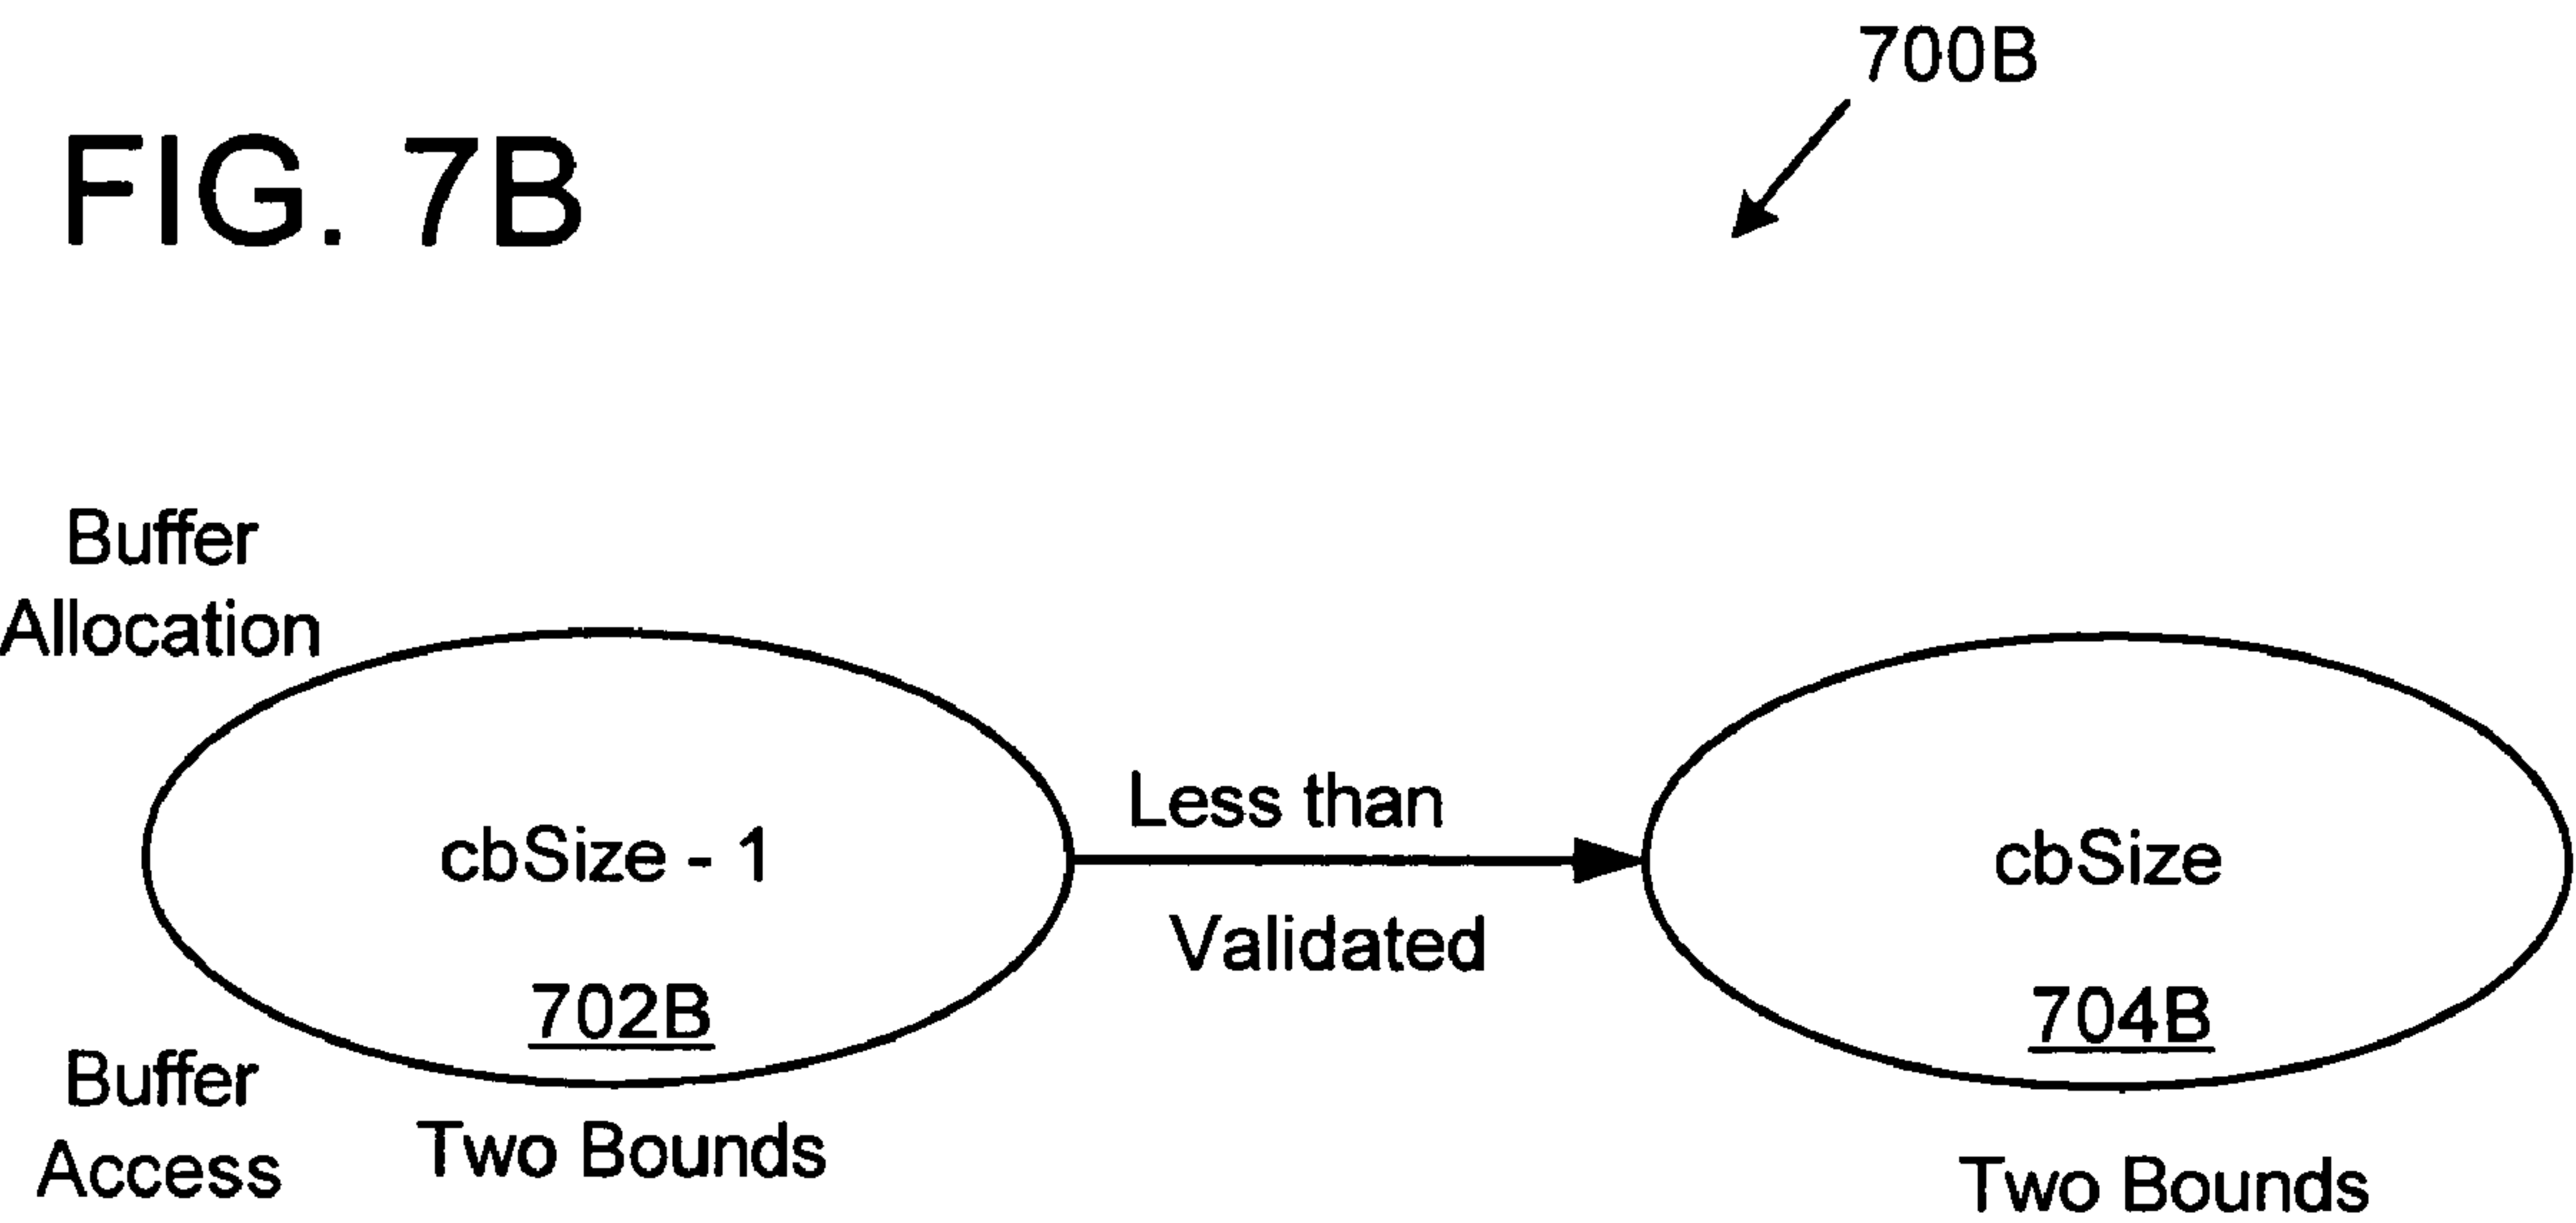 700B
FIG. 7B
Buffer
Allocation
Less than
cbSize - 1
cbSize
Validated
702B
704B
Buffer
Access
Two Bounds
Two Bounds